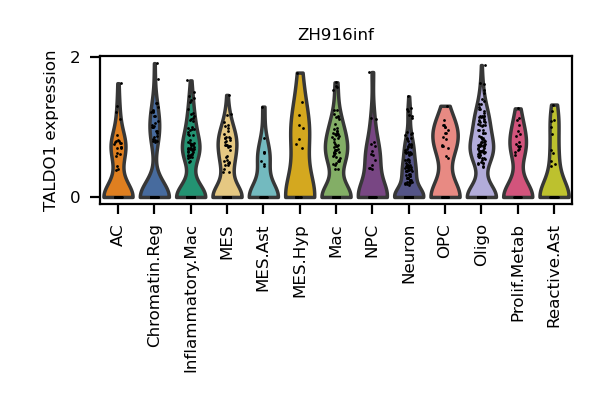 ZH916inf
TALDO1 expression
2
0
AC
Chromatin.Reg
Inflammatory.Mac
MES
MES.Ast
MES.Hyp
Mac
NPC
Neuron
OPC
Oligo
Prolif.Metab
Reactive.Ast